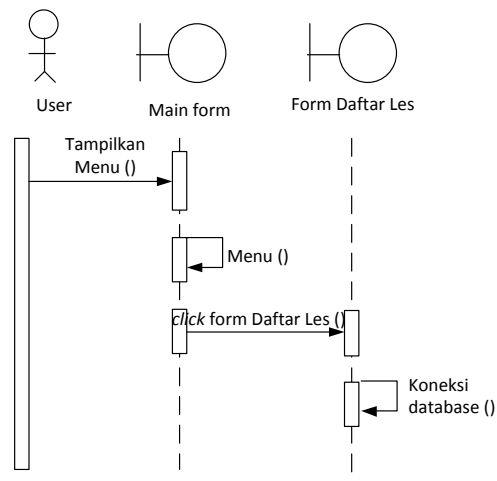 User
Main form
Form Daftar Les
Tampilkan
Menu ()
Menu ()
click form Daftar Les ()
Koneksi
database ()